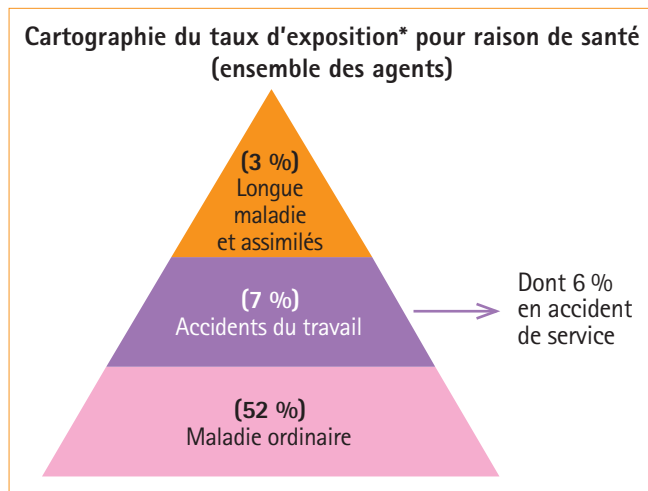 Cartographie du taux d'exposition* pour raison de santé
(ensemble des agents)
(3 %)
Longue
maladie
et assimilés
(7 %)
Accidents du travail
Dont 6 %
en accident
de service
(52 %)
Maladie ordinaire